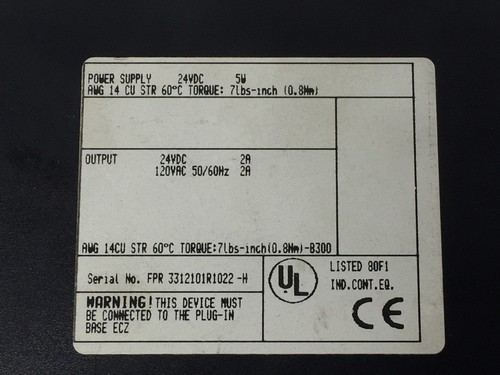 POWER SUPPLY 24VDC 5W
AWG 14 CU STR 60°C TORQUE: 7lbs-inch (0.8Nm)
OUTPUT 24VDC 2A
120VAC 50/60Hz 2A
AWG 14CU STR 60°C TORQUE:7lbs-inch(0.8Nm)-B300
Serial No. FPR 3312101R1022 -H
WARNING! THIS DEVICE MUST
BE CONNECTED TO THE PLUG-IN
BASE ECZ
UL
LISTED 80F1
IND.CONT.EQ.
CE